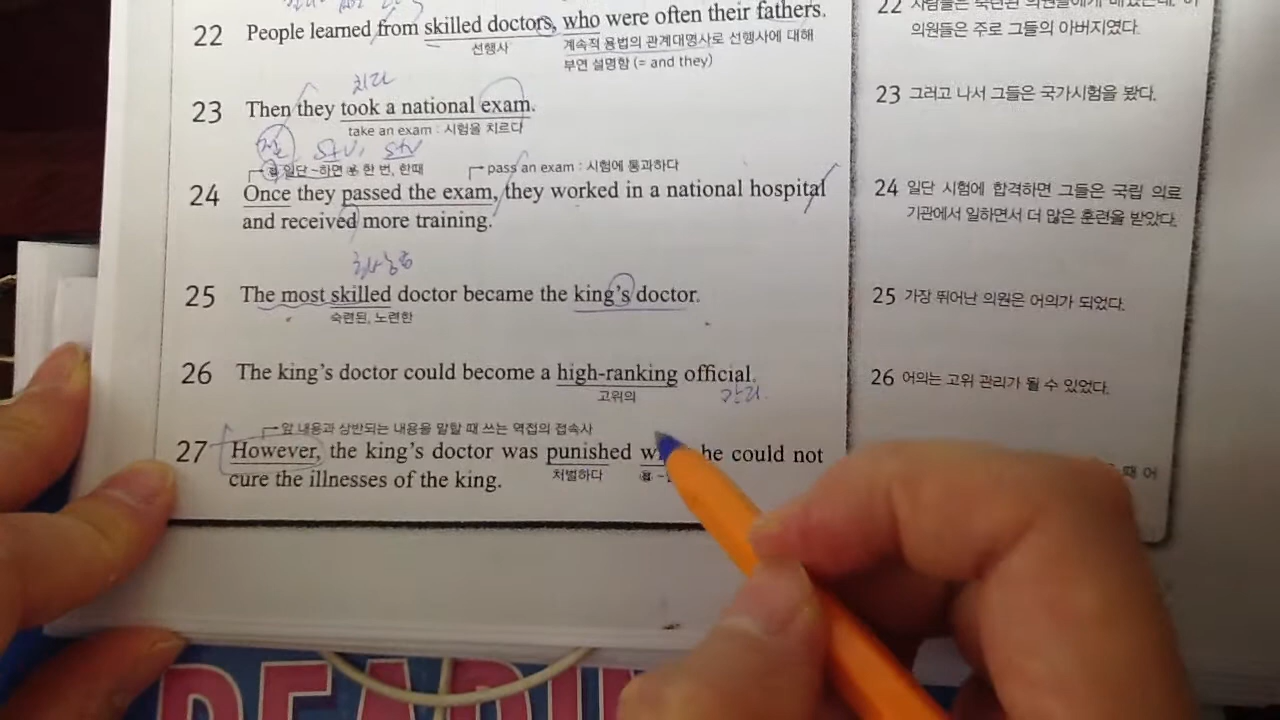 22 People learned from skilled doctors, who were often their fathers.
선행사
계속적 용법의 관계대명사로 선행사에 대해
부연 설명함 (= and they)
치르다
23 Then they took a national exam.
take an exam : 시험을 치르다
S+V, S+V
접 일단 ~하면 부 한 번, 한때
pass an exam : 시험에 통과하다
24 Once they passed the exam, they worked in a national hospital
and received more training.
25 The most skilled doctor became the king's doctor.
숙련된, 노련한
26 The king's doctor could become a high-ranking official.
고위의
관리
앞 내용과 상반되는 내용을 말할 때 쓰는 역접의 접속사
27 However, the king's doctor was punished he could not
처벌하다
cure the illnesses of the king.
22
의원들은 주로 그들의 아버지였다.
23 그러고 나서 그들은 국가시험을 봤다.
24 일단 시험에 합격하면 그들은 국립 의료
기관에서 일하면서 더 많은 훈련을 받았다.
25 가장 뛰어난 의원은 어의가 되었다.
26 어의는 고위 관리가 될 수 있었다.
때 어
READIN